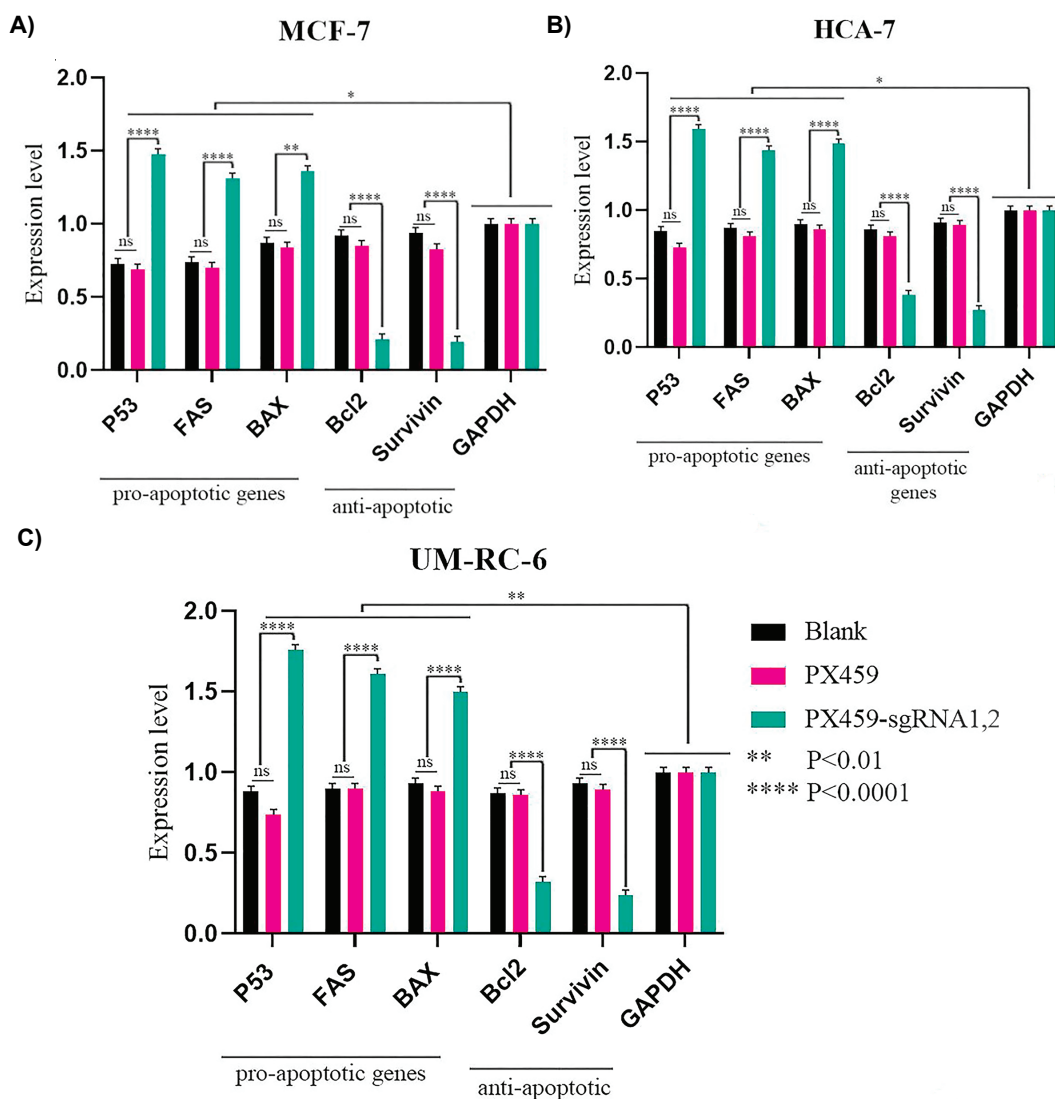 A)
MCF-7
Expression level
2.0
1.5
1.0
0.5
0.0
*
****
****
**
****
****
ns
ns
ns
ns
ns
P53
FAS
BAX
Bcl2
Survivin
GAPDH
pro-apoptotic genes
anti-apoptotic
B)
HCA-7
Expression level
2.0
1.5
1.0
0.5
0.0
*
****
****
****
****
****
ns
ns
ns
ns
ns
P53
FAS
BAX
Bcl2
Survivin
GAPDH
pro-apoptotic genes
anti-apoptotic
genes
C)
UM-RC-6
Expression level
2.0
1.5
1.0
0.5
0.0
**
****
****
****
****
****
ns
ns
ns
ns
ns
P53
FAS
BAX
Bcl2
Survivin
GAPDH
pro-apoptotic genes
anti-apoptotic
Blank
PX459
PX459-sgRNA1,2
** P<0.01
**** P<0.0001